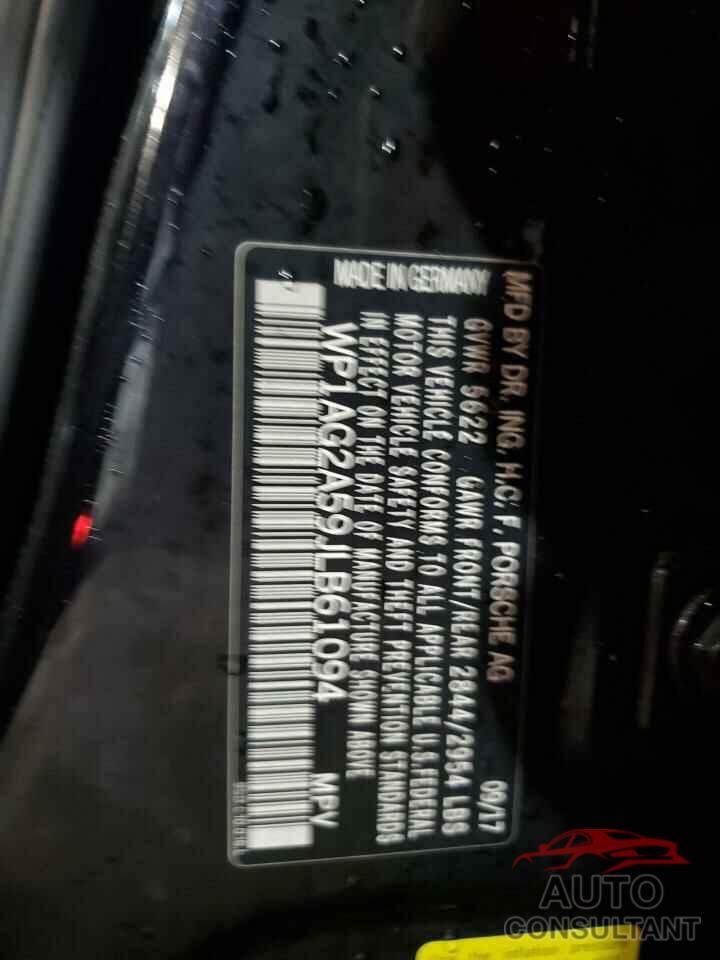 MFD BY DR. ING. H.C. F. PORSCHE AG
09/17
GVWR 5622 GAWR FRONT/REAR 2844/2954 LBS
THIS VEHICLE CONFORMS TO ALL APPLICABLE U.S. FEDERAL
MOTOR VEHICLE SAFETY AND THEFT PREVENTION STANDARDS
IN EFFECT ON THE DATE OF MANUFACTURE SHOWN ABOVE
MADE IN GERMANY
WP1AG2A59JLB61094
MPV
AUTO
CONSULTANT